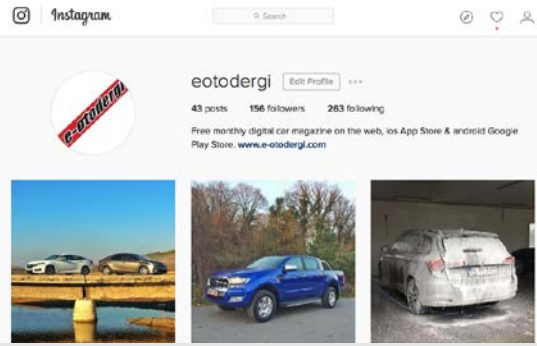 Instagram
Search
eotodergi Edit Profile
43 posts 156 followers 263 following
Free monthly digital car magazine on the web, ios App Store & android Google
Play Store. www.e-otodergi.com
e-otodergi